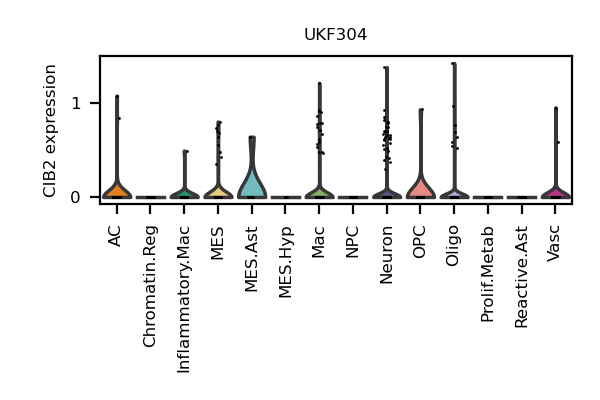 UKF304
CIB2 expression
1
0
AC
Chromatin.Reg
Inflammatory.Mac
MES
MES.Ast
MES.Hyp
Mac
NPC
Neuron
OPC
Oligo
Prolif.Metab
Reactive.Ast
Vasc